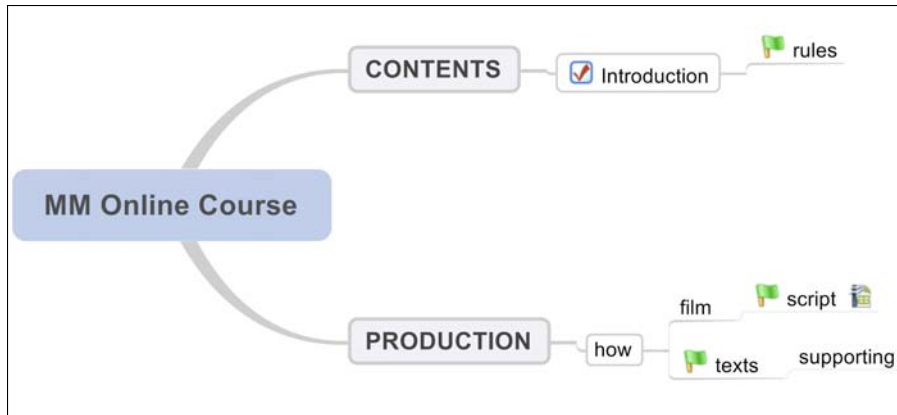 CONTENTS
Introduction
rules
MM Online Course
PRODUCTION
how
film
script
texts
supporting